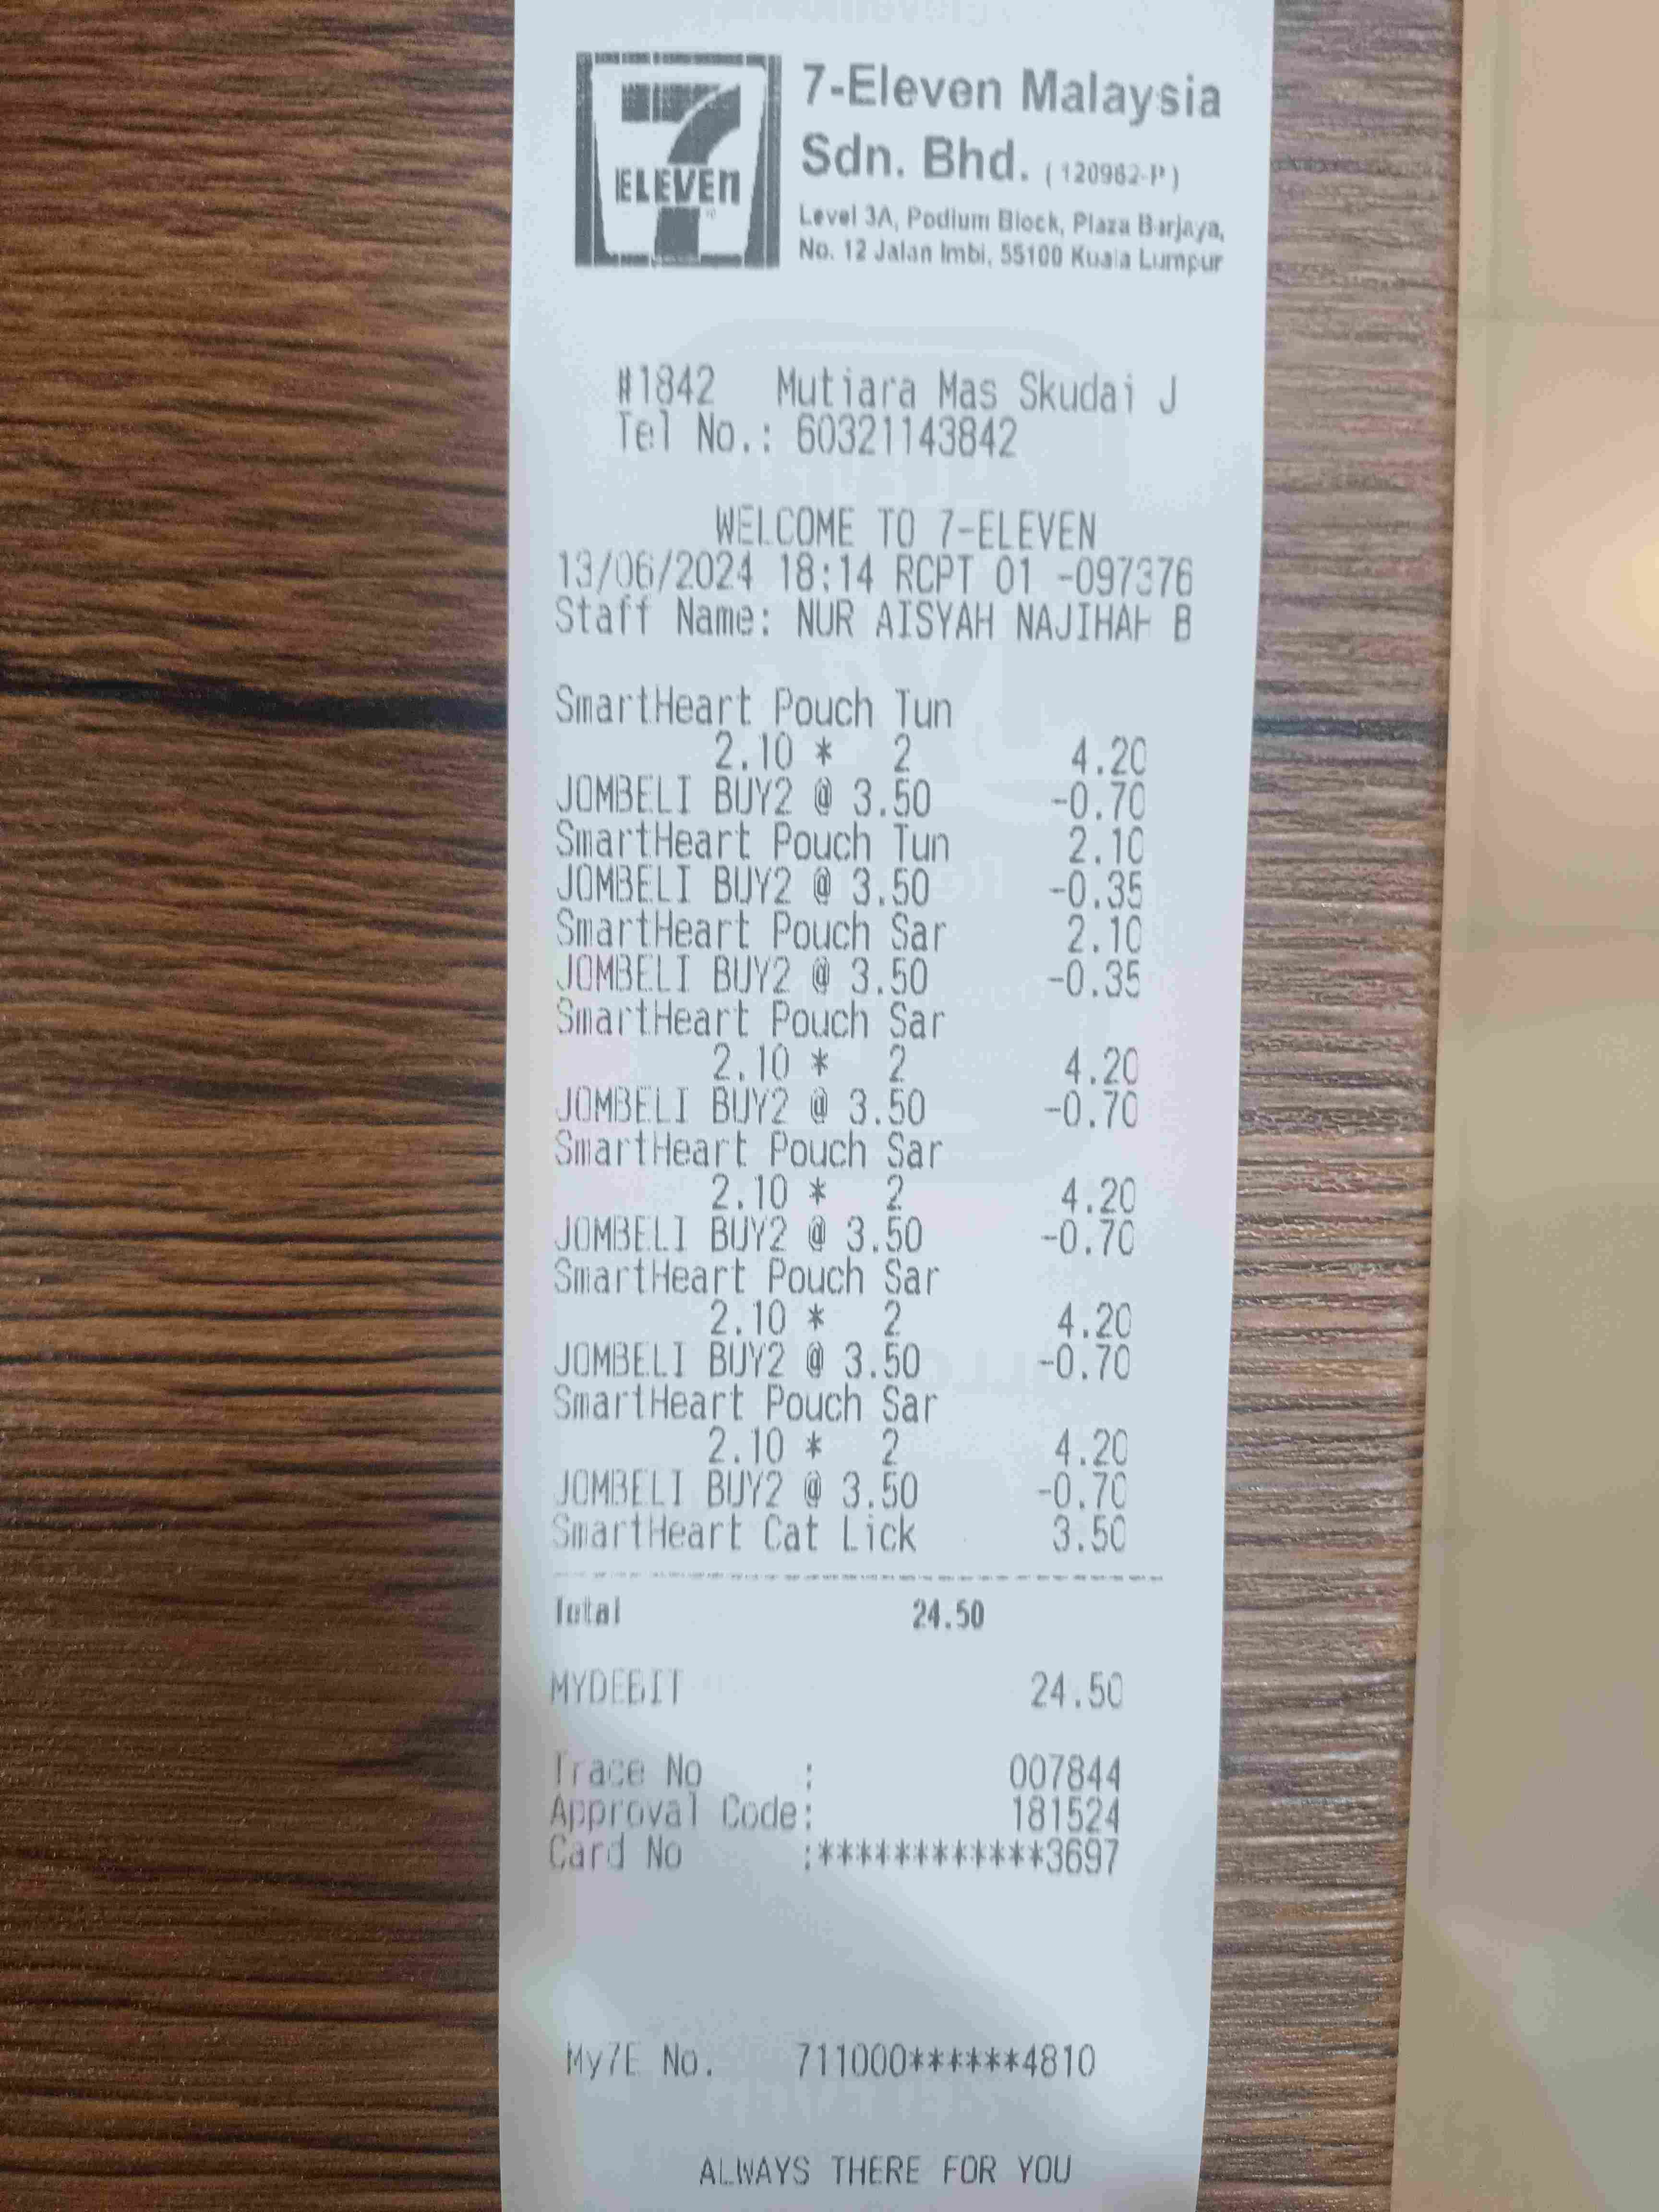 7
ELEVEn
7-Eleven Malaysia
Sdn. Bhd. (120962-P)
Level 3A, Podium Block, Plaza Berjaya,
No. 12 Jalan Imbi, 55100 Kuala Lumpur
#1842 Mutiara Mas Skudai J
Tel No.: 60321143842
WELCOME TO 7-ELEVEN
13/06/2024 18:14 RCPT 01 -097376
Staff Name: NUR AISYAH NAJIHAH B
SmartHeart Pouch Tun
2.10 * 2 4.20
JOMBELI BUY2 @ 3.50 -0.70
SmartHeart Pouch Tun 2.10
JOMBELI BUY2 @ 3.50 -0.35
SmartHeart Pouch Sar 2.10
JOMBELI BUY2 @ 3.50 -0.35
SmartHeart Pouch Sar
2.10 * 2 4.20
JOMBELI BUY2 @ 3.50 -0.70
SmartHeart Pouch Sar
2.10 * 2 4.20
JOMBELI BUY2 @ 3.50 -0.70
SmartHeart Pouch Sar
2.10 * 2 4.20
JOMBELI BUY2 @ 3.50 -0.70
SmartHeart Pouch Sar
2.10 * 2 4.20
JOMBELI BUY2 @ 3.50 -0.70
SmartHeart Cat Lick 3.50
Total 24.50
MYDEBIT 24.50
Trace No : 007844
Approval Code: 181524
Card No :************3697
My7E No. 711000******4810
ALWAYS THERE FOR YOU